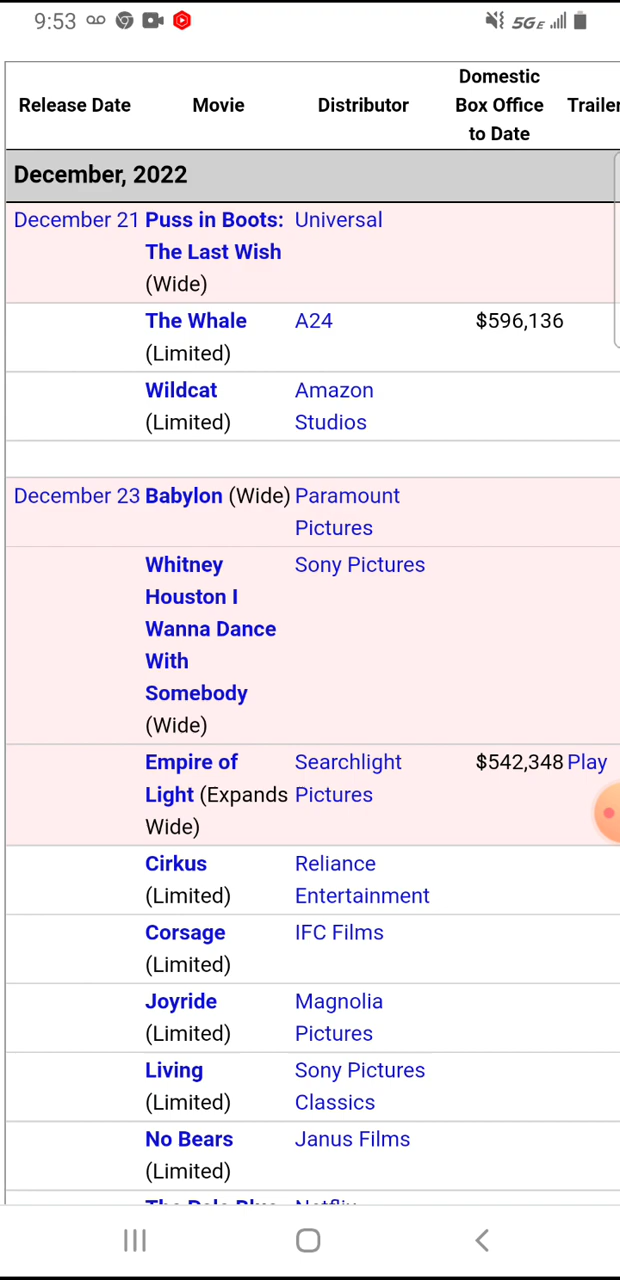 9:53
5GE
Domestic
Release Date Movie Distributor Box Office Trailer
to Date
December, 2022
December 21 Puss in Boots: Universal
The Last Wish
(Wide)
The Whale A24 $596,136
(Limited)
Wildcat Amazon
(Limited) Studios
December 23 Babylon (Wide) Paramount
Pictures
Whitney Sony Pictures
Houston I
Wanna Dance
With
Somebody
(Wide)
Empire of Searchlight $542,348 Play
Light (Expands Pictures
Wide)
Cirkus Reliance
(Limited) Entertainment
Corsage IFC Films
(Limited)
Joyride Magnolia
(Limited) Pictures
Living Sony Pictures
(Limited) Classics
No Bears Janus Films
(Limited)
The Pale Blue Netflix